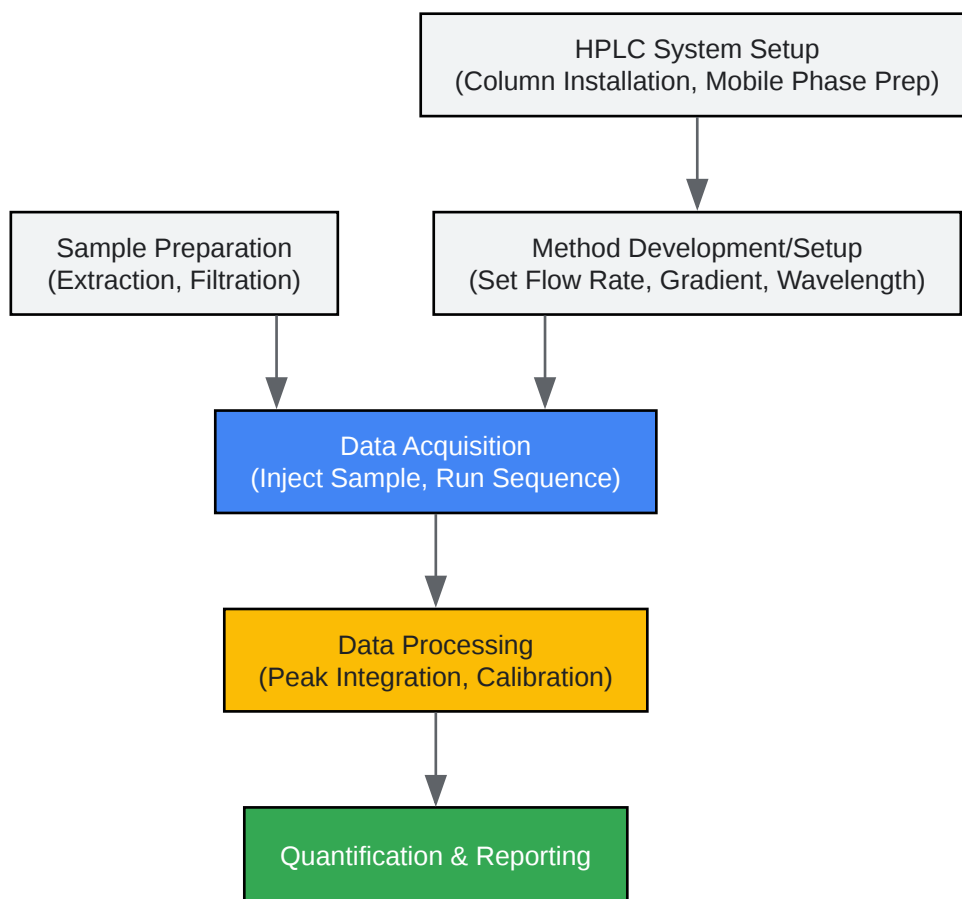 HPLC System Setup
(Column Installation, Mobile Phase Prep)
Sample Preparation
(Extraction, Filtration)
Method Development/Setup
(Set Flow Rate, Gradient, Wavelength)
Data Acquisition
(Inject Sample, Run Sequence)
Data Processing
(Peak Integration, Calibration)
Quantification & Reporting